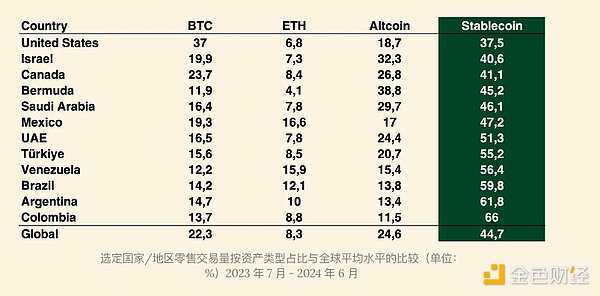 Country BTC ETH Altcoin Stablecoin
United States 37 6,8 18,7 37,5
Israel 19,9 7,3 32,3 40,6
Canada 23,7 8,4 26,8 41,1
Bermuda 11,9 4,1 38,8 45,2
Saudi Arabia 16,4 7,8 29,7 46,1
Mexico 19,3 16,6 17 47,2
UAE 16,5 7,8 24,4 51,3
Türkiye 15,6 8,5 20,7 55,2
Venezuela 12,2 15,9 15,4 56,4
Brazil 14,2 12,1 13,8 59,8
Argentina 14,7 10 13,4 61,8
Colombia 13,7 8,8 11,5 66
Global 22,3 8,3 24,6 44,7
选定国家/地区零售交易量按资产类型占比与全球平均水平的比较（单位：
%）2023 年 7 月 - 2024 年 6 月
金色财经